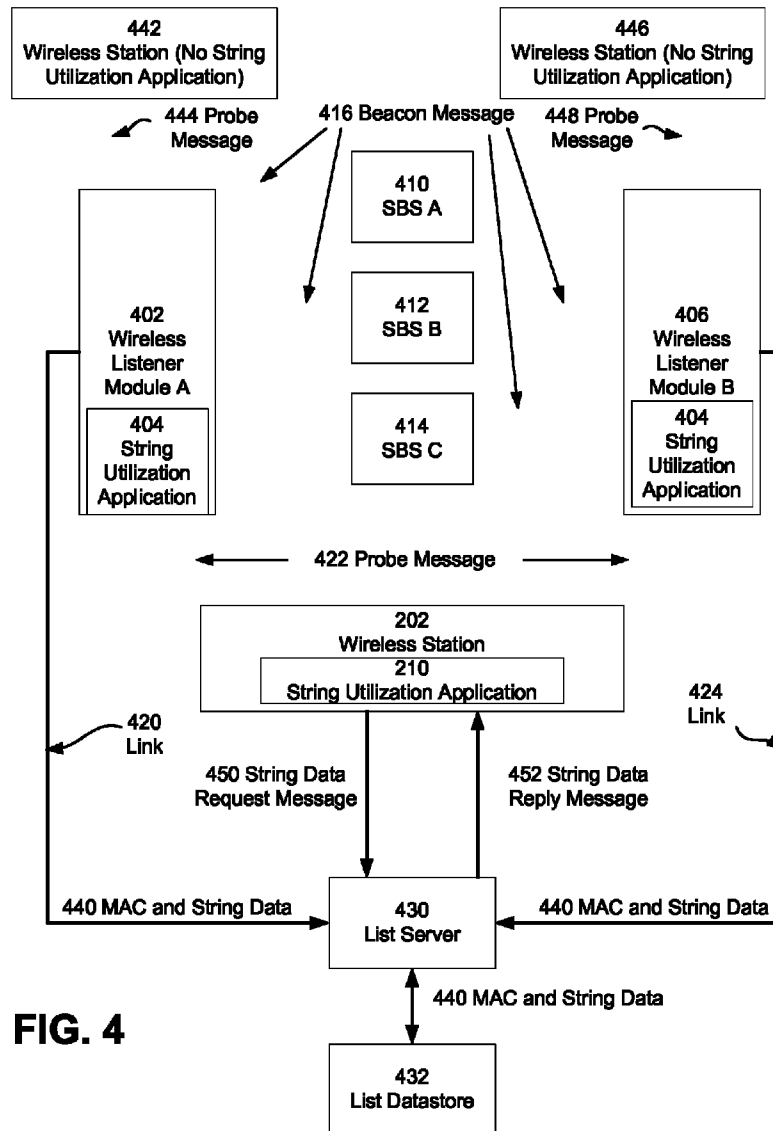 442
Wireless Station (No String
Utilization Application)
446
Wireless Station (No String
Utilization Application)
444 Probe
Message
416 Beacon Message
448 Probe
Message
410
SBS A
412
SBS B
414
SBS C
402
Wireless
Listener
Module A
404
String
Utilization
Application
406
Wireless
Listener
Module B
404
String
Utilization
Application
422 Probe Message
202
Wireless Station
210
String Utilization Application
420
Link
424
Link
450 String Data
Request Message
452 String Data
Reply Message
440 MAC and String Data
430
List Server
440 MAC and String Data
440 MAC and String Data
FIG. 4
432
List Datastore